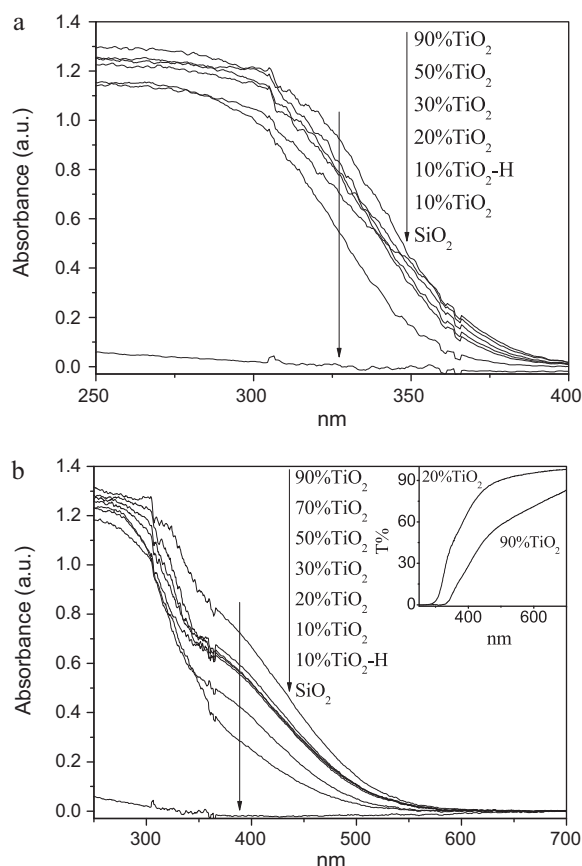 a
Absorbance (a.u.)
1.4
1.2
1.0
0.8
0.6
0.4
0.2
0.0
90%TiO₂
50%TiO₂
30%TiO₂
20%TiO₂
10%TiO₂-H
10%TiO₂
SiO₂
250 300 350 400
nm
b
Absorbance (a.u.)
1.4
1.2
1.0
0.8
0.6
0.4
0.2
0.0
90%TiO₂
70%TiO₂
50%TiO₂
30%TiO₂
20%TiO₂
10%TiO₂
10%TiO₂-H
SiO₂
T%
90
60
30
0
20%TiO₂
90%TiO₂
400 600
nm
300 400 500 600 700
nm